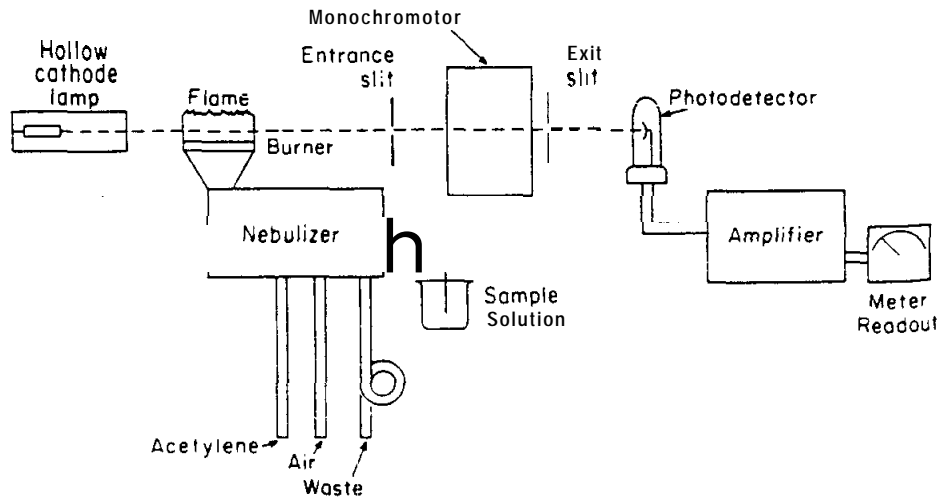 Monochromotor
Hollow
cathode
lamp
Entrance
slit
Exit
slit
Flame
Photodetector
Burner
Nebulizer
Amplifier
Sample
Solution
Meter
Readout
Acetylene
Air
Waste